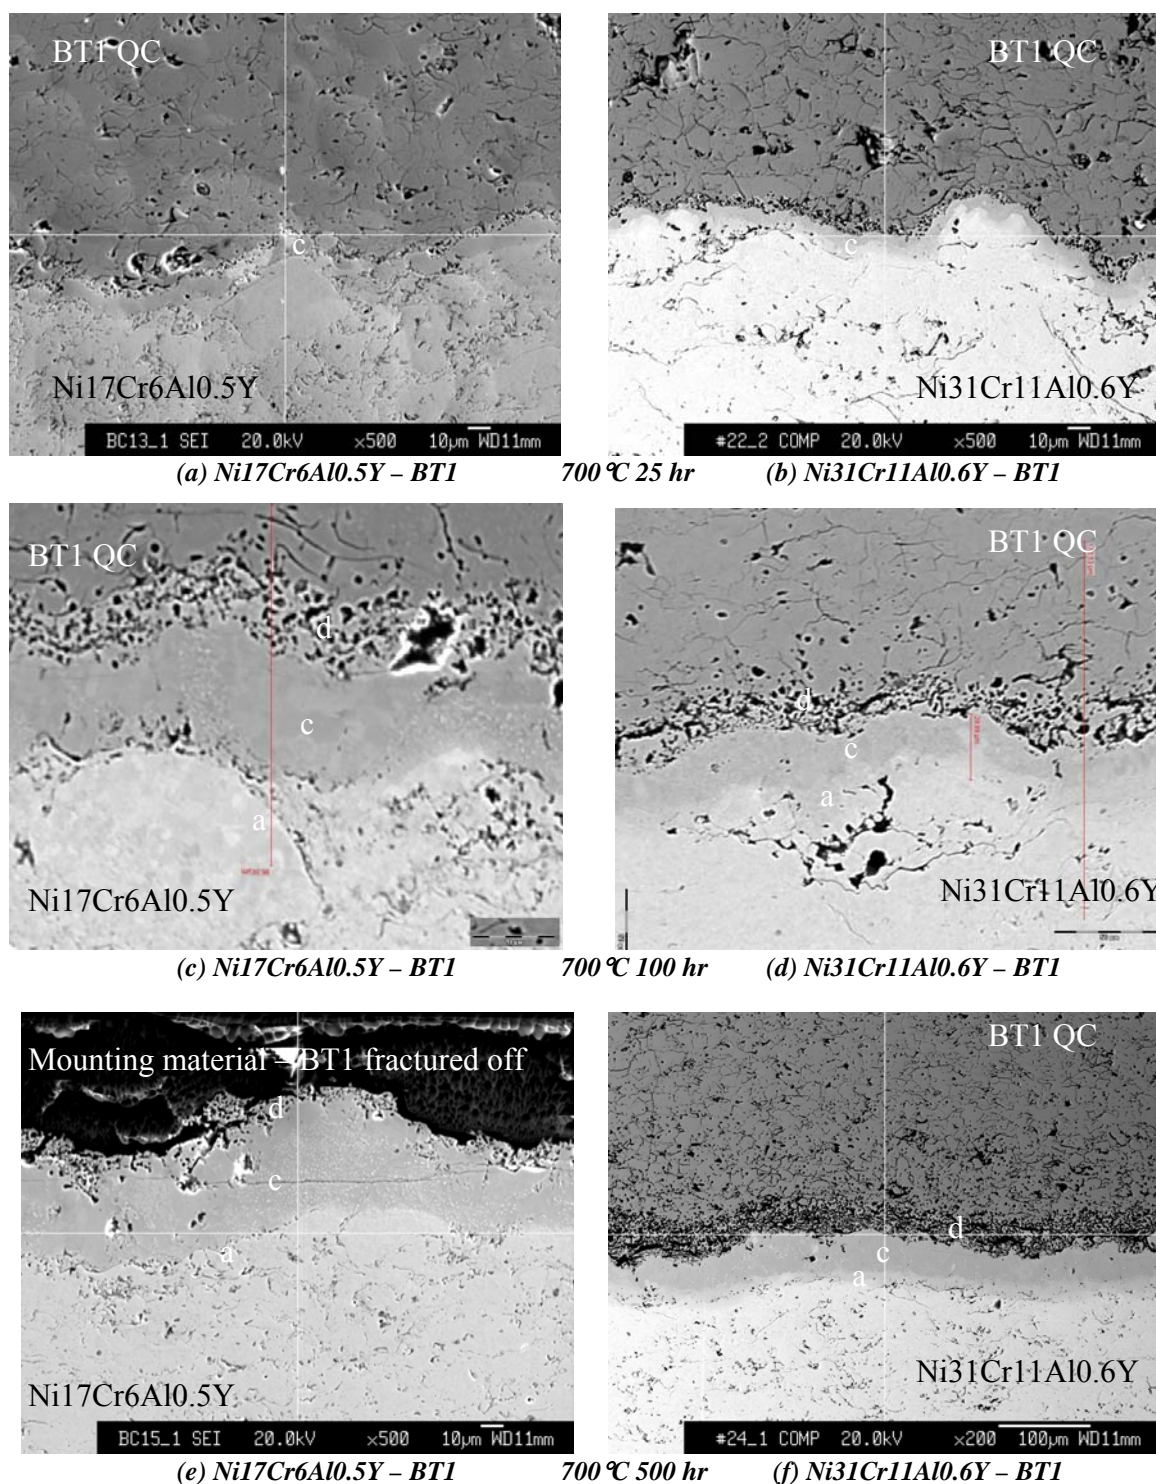 BT1 QC
c
Ni17Cr6Al0.5Y
BC13_1 SEI 20.0kV ×500 10µm WD11mm
BT1 QC
c
Ni31Cr11Al0.6Y
#22_2 COMP 20.0kV ×500 10µm WD11mm
(a) Ni17Cr6Al0.5Y – BT1 700℃ 25 hr (b) Ni31Cr11Al0.6Y – BT1
BT1 QC
d
c
a
Ni17Cr6Al0.5Y
BT1 QC
d
c
a
Ni31Cr11Al0.6Y
(c) Ni17Cr6Al0.5Y – BT1 700℃ 100 hr (d) Ni31Cr11Al0.6Y – BT1
Mounting material – BT1 fractured off
d
c
a
Ni17Cr6Al0.5Y
BC15_1 SEI 20.0kV ×500 10µm WD11mm
BT1 QC
d
c
a
Ni31Cr11Al0.6Y
#24_1 COMP 20.0kV ×200 100µm WD11mm
(e) Ni17Cr6Al0.5Y – BT1 700℃ 500 hr (f) Ni31Cr11Al0.6Y – BT1